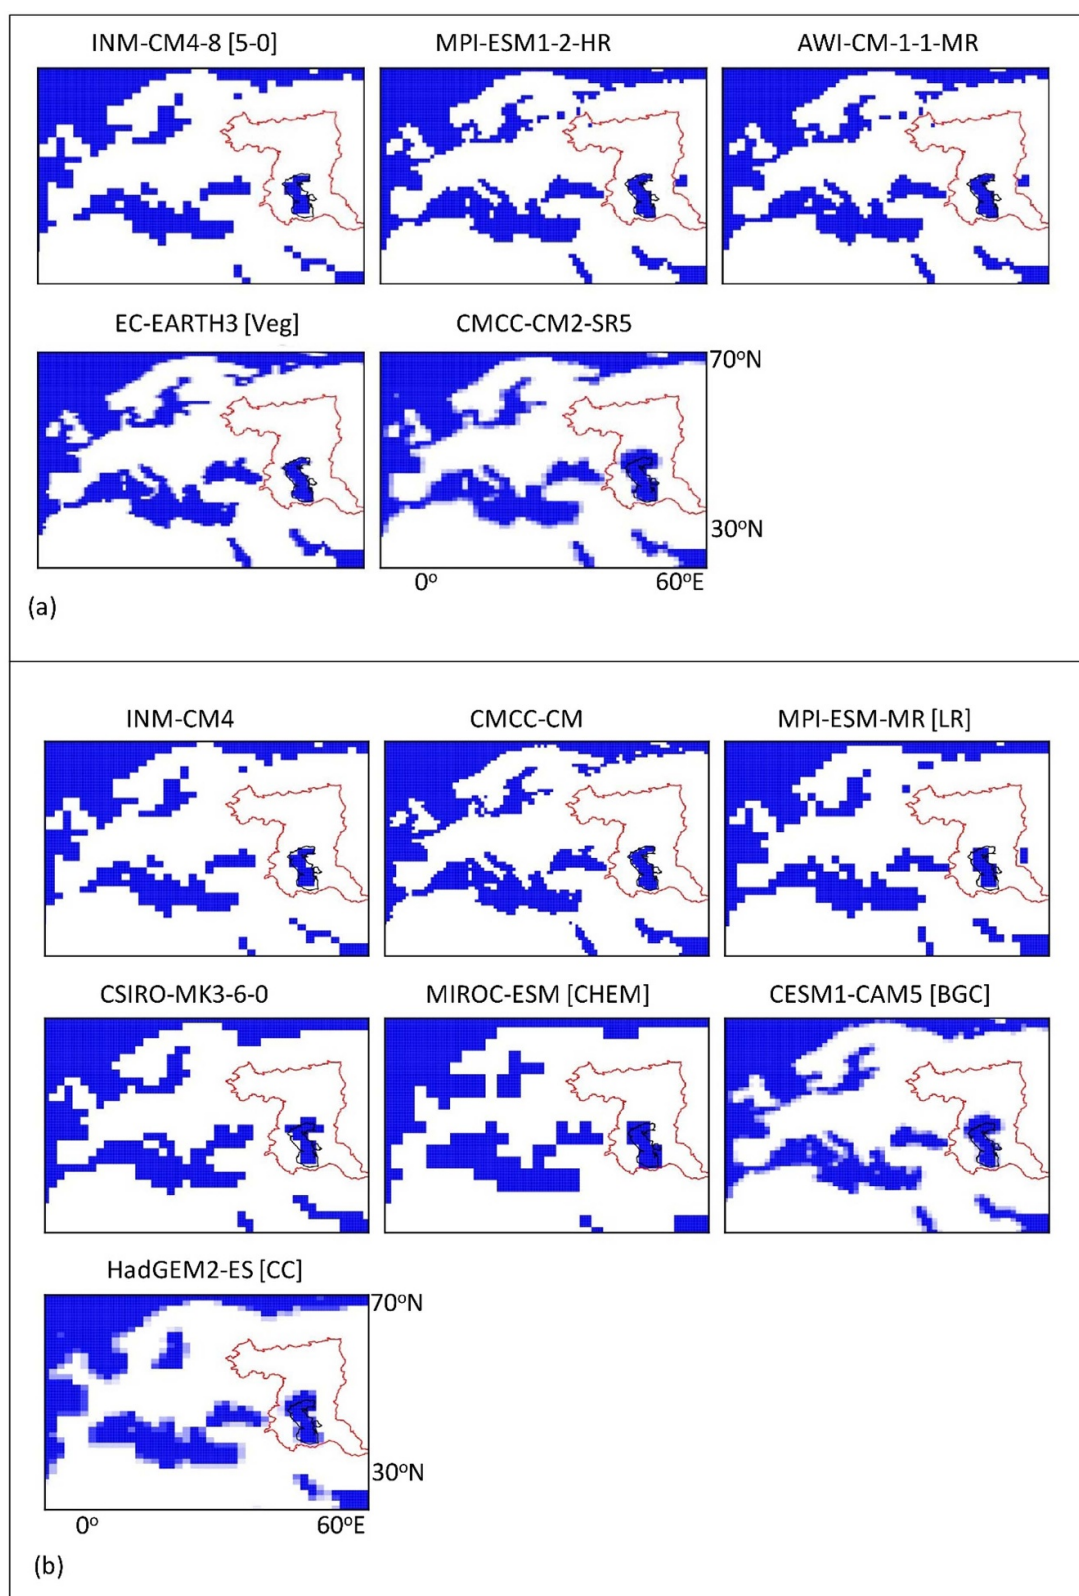 INM-CM4-8 [5-0] MPI-ESM1-2-HR AWI-CM-1-1-MR
EC-EARTH3 [Veg] CMCC-CM2-SR5
70°N
30°N
0° 60°E
(a)
INM-CM4 CMCC-CM MPI-ESM-MR [LR]
CSIRO-MK3-6-0 MIROC-ESM [CHEM] CESM1-CAM5 [BGC]
HadGEM2-ES [CC]
70°N
30°N
0° 60°E
(b)